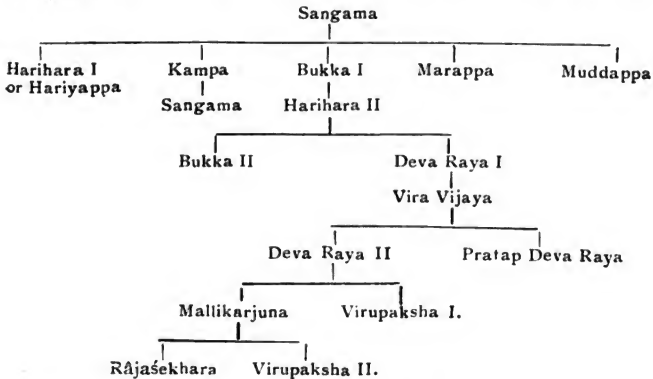 Sangama
Harihara I Kampa Bukka I Marappa Muddappa
or Hariyappa
Sangama Harihara II
Bukka II Deva Raya I
Vira Vijaya
Deva Raya II Pratap Deva Raya
Mallikarjuna Virupaksha I.
Râjaśekhara Virupaksha II.